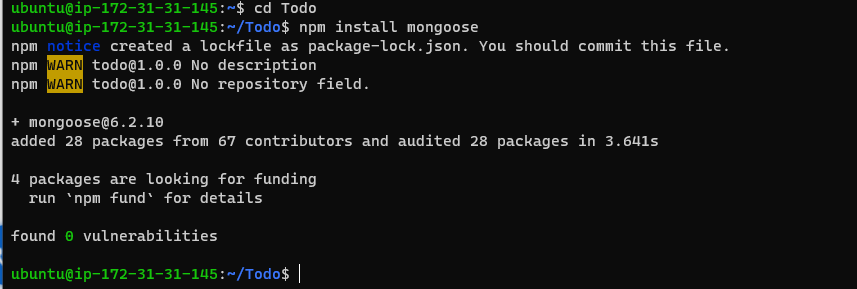 ubuntu@ip-172-31-31-145:~$ cd Todo
ubuntu@ip-172-31-31-145:~/Todo$ npm install mongoose
npm notice created a lockfile as package-lock.json. You should commit this file.
npm WARN todo@1.0.0 No description
npm WARN todo@1.0.0 No repository field.
+ mongoose@6.2.10
added 28 packages from 67 contributors and audited 28 packages in 3.641s
4 packages are looking for funding
run `npm fund` for details
found 0 vulnerabilities
ubuntu@ip-172-31-31-145:~/Todo$